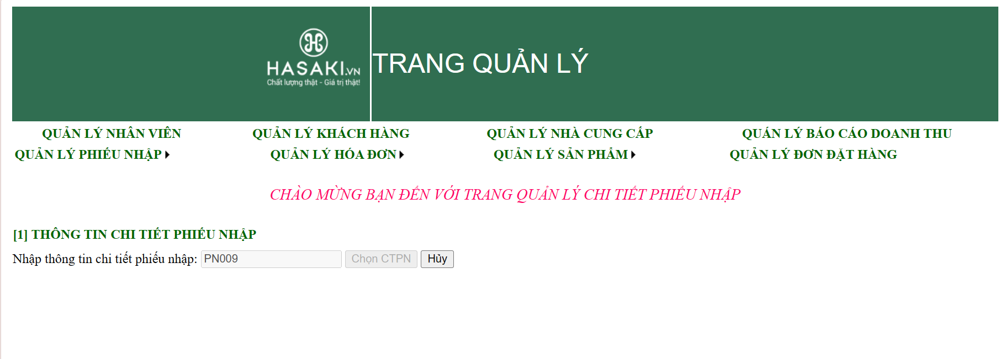 HASAKI.VN
Chất lượng thật - Giá trị thật!
TRANG QUẢN LÝ
QUẢN LÝ NHÂN VIÊN QUẢN LÝ KHÁCH HÀNG QUẢN LÝ NHÀ CUNG CẤP QUÁN LÝ BÁO CÁO DOANH THU
QUẢN LÝ PHIẾU NHẬP QUẢN LÝ HÓA ĐƠN QUẢN LÝ SẢN PHẨM QUẢN LÝ ĐƠN ĐẶT HÀNG
CHÀO MỪNG BẠN ĐẾN VỚI TRANG QUẢN LÝ CHI TIẾT PHIẾU NHẬP
[1] THÔNG TIN CHI TIẾT PHIẾU NHẬP
Nhập thông tin chi tiết phiếu nhập: PN009 Chọn CTPN Hủy